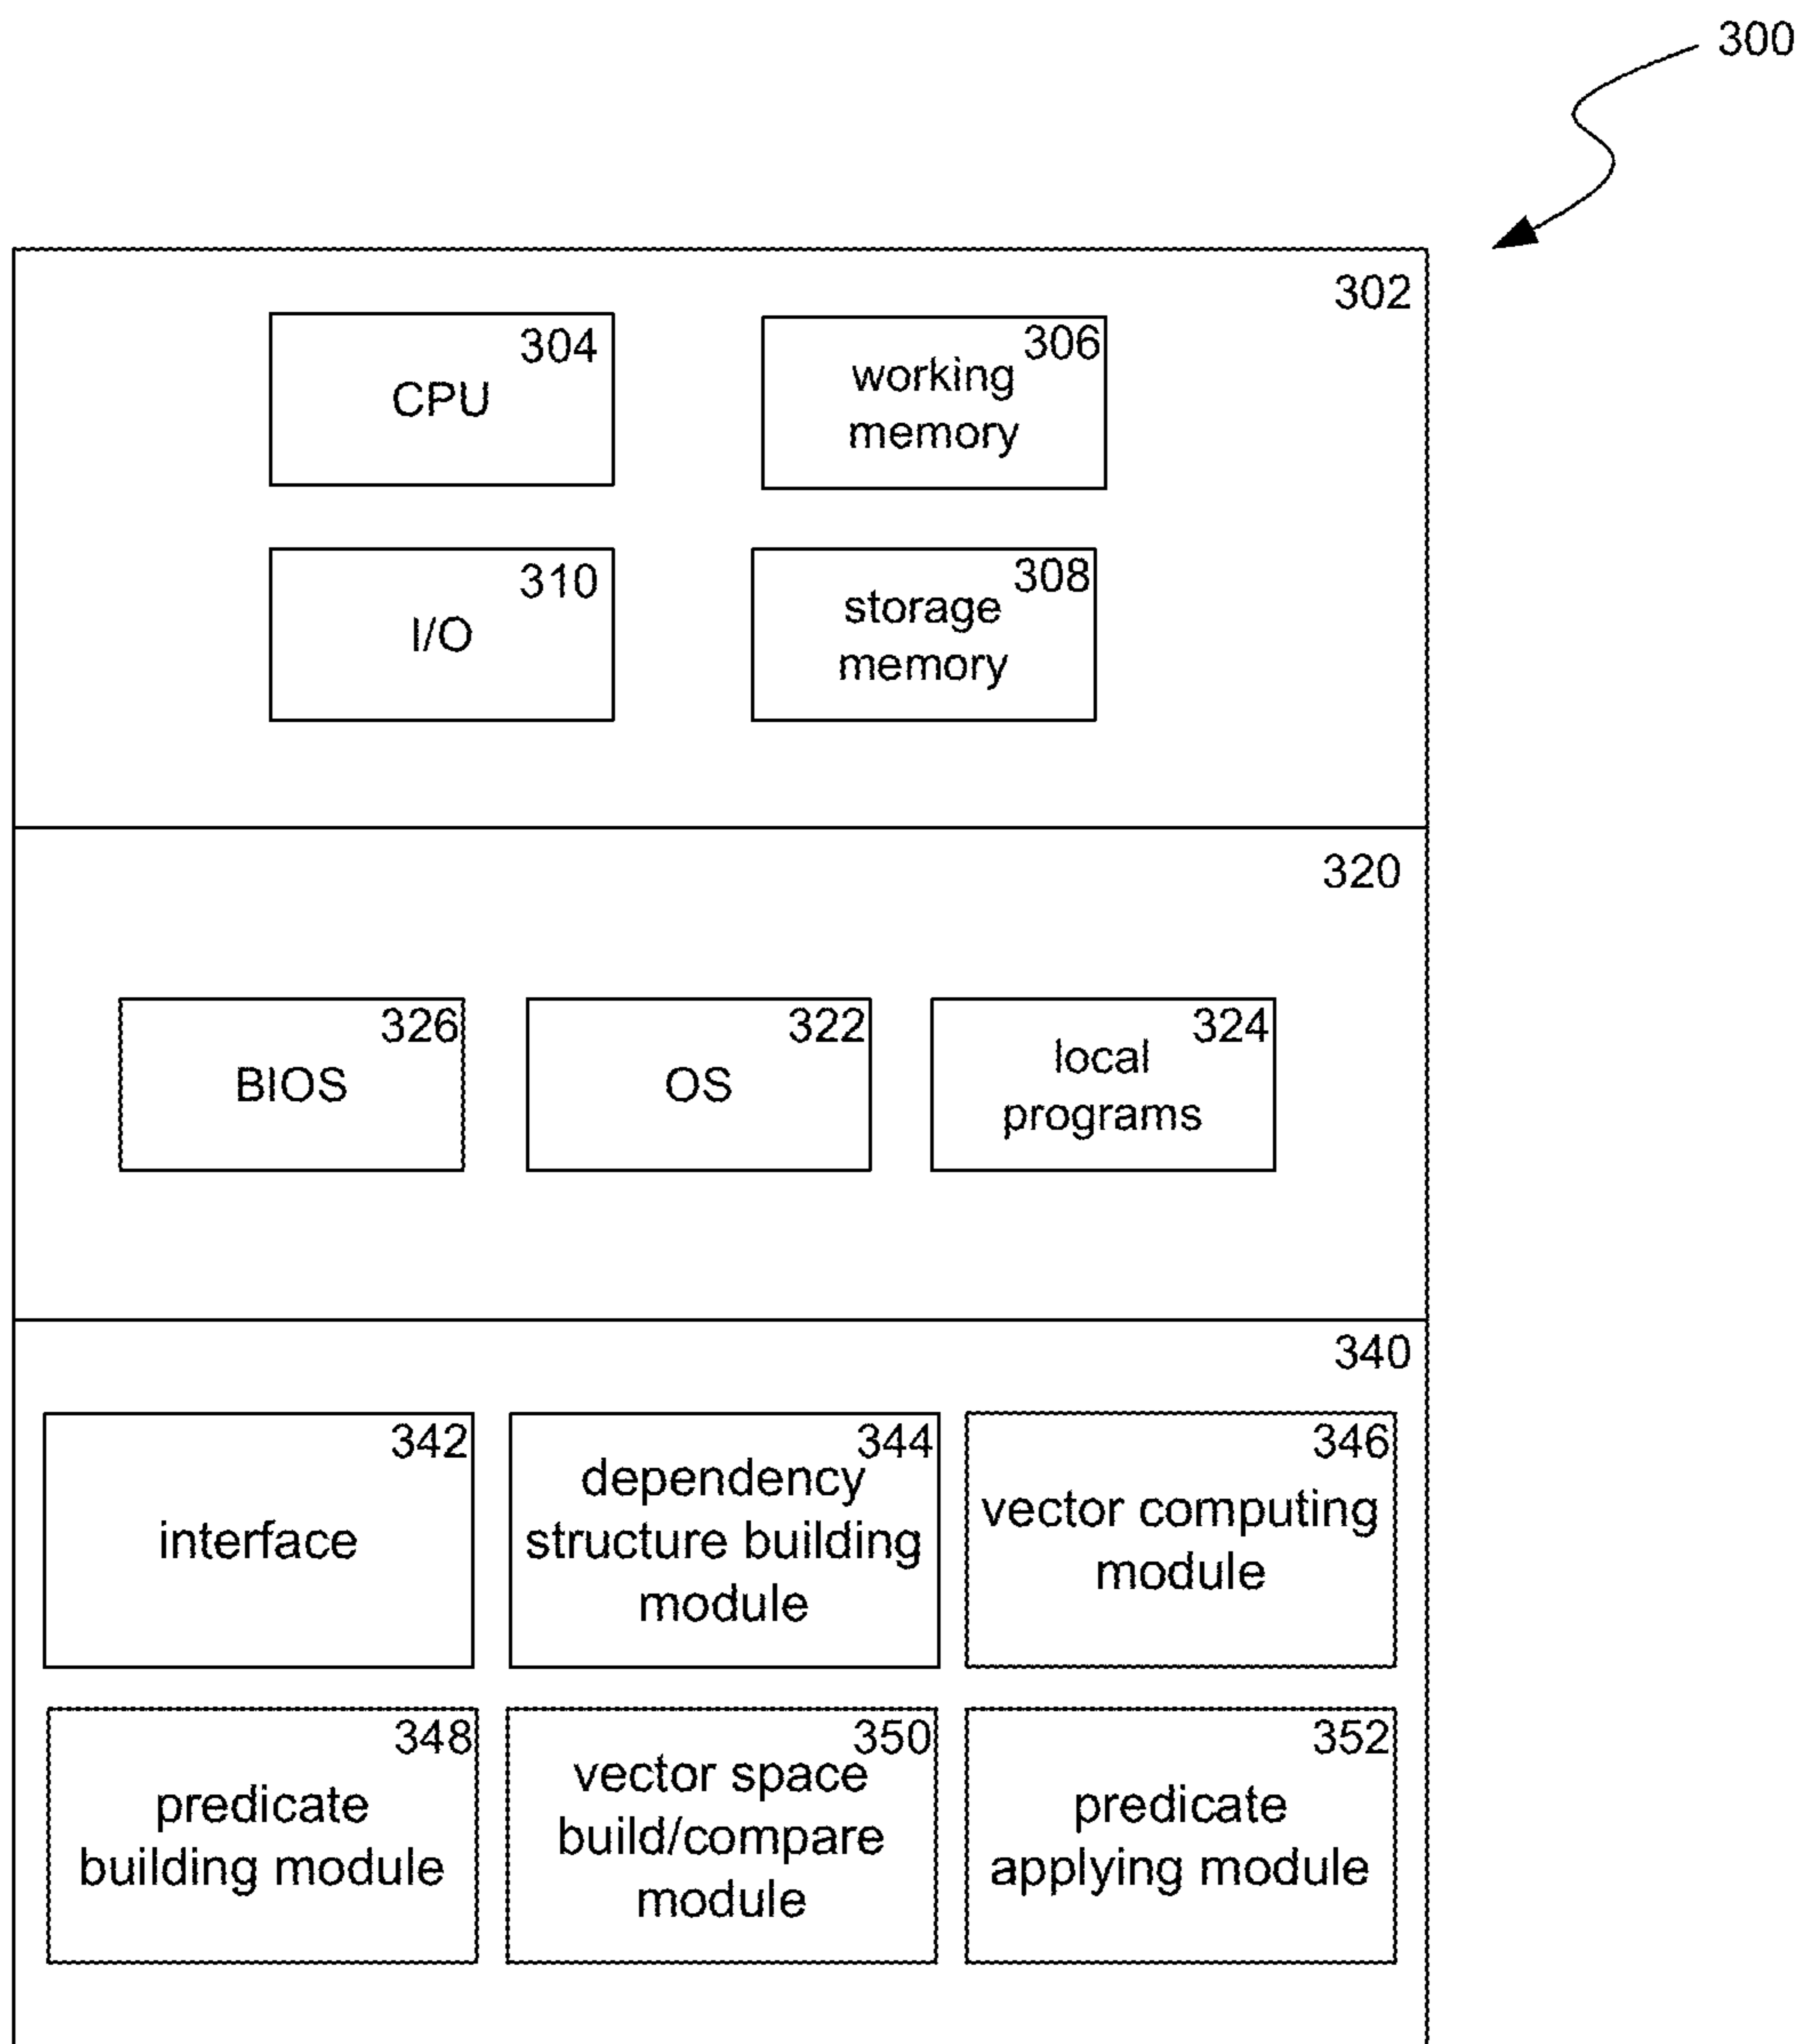 300
302
304
CPU
306
working
memory
310
I/O
308
storage
memory
320
326
BIOS
322
OS
324
local
programs
340
342
interface
344
dependency
structure building
module
346
vector computing
module
348
predicate
building module
350
vector space
build/compare
module
352
predicate
applying module